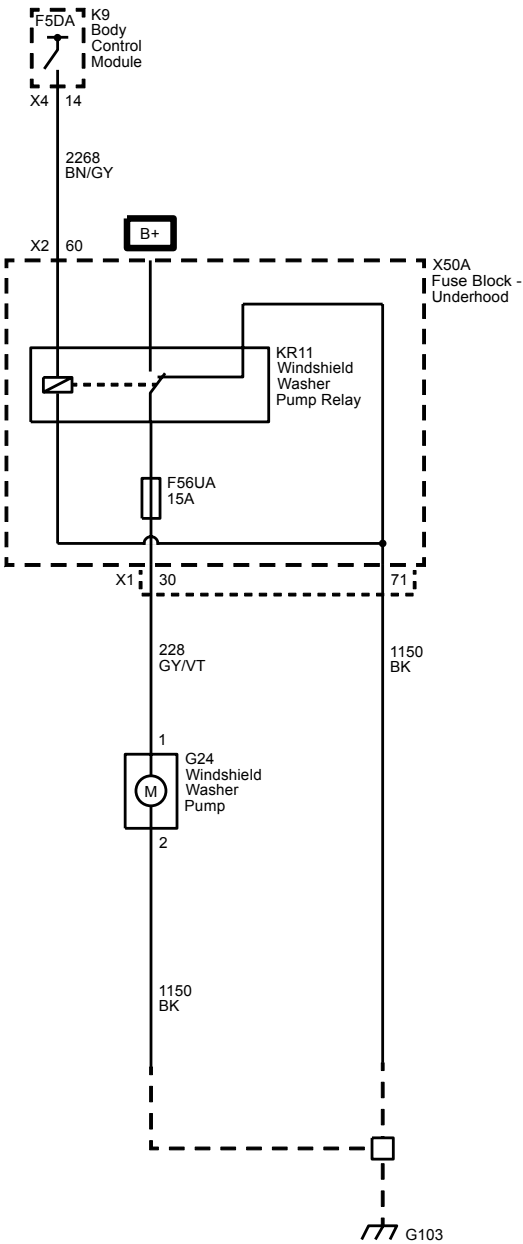 F5DA
K9
Body
Control
Module
X4 14
2268
BN/GY
X2 60
B+
X50A
Fuse Block -
Underhood
KR11
Windshield
Washer
Pump Relay
F56UA
15A
X1 30 71
228
GY/VT
1150
BK
1
G24
Windshield
Washer
Pump
M
2
1150
BK
G103